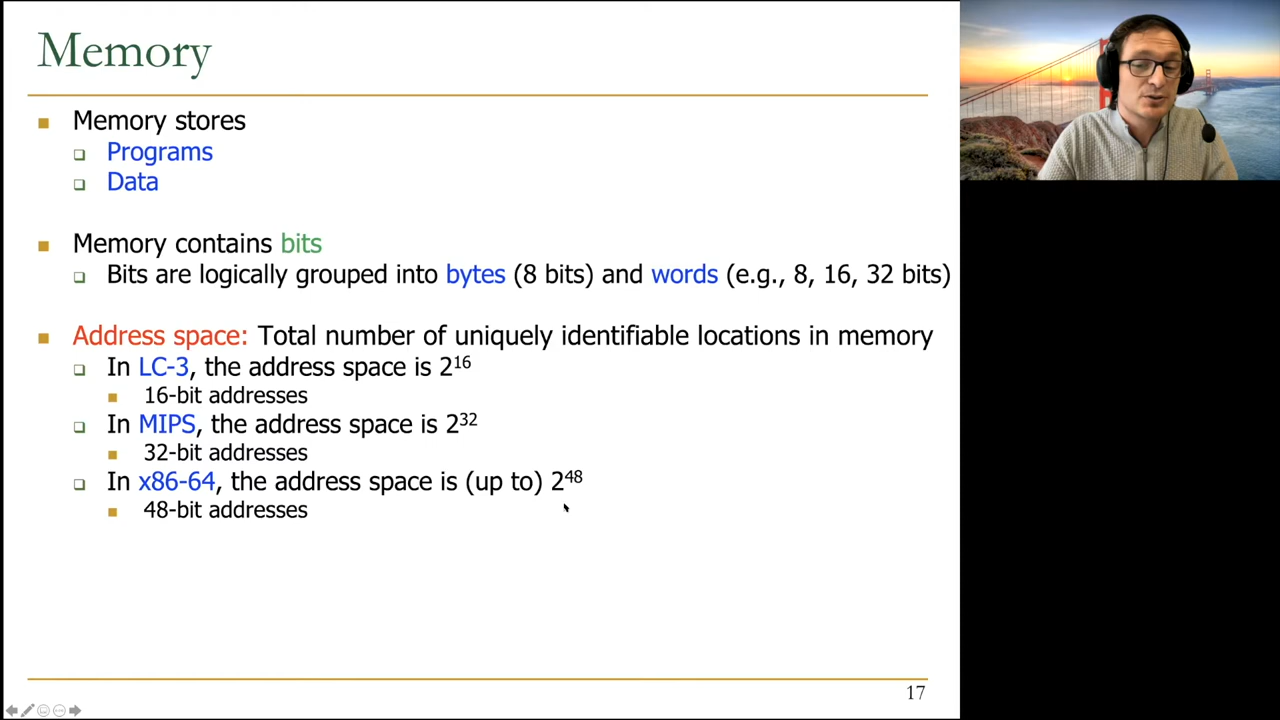 Memory
Memory stores
Programs
Data
Memory contains bits
Bits are logically grouped into bytes (8 bits) and words (e.g., 8, 16, 32 bits)
Address space: Total number of uniquely identifiable locations in memory
In LC-3, the address space is 2¹⁶
16-bit addresses
In MIPS, the address space is 2³²
32-bit addresses
In x86-64, the address space is (up to) 2⁴⁸
48-bit addresses
17